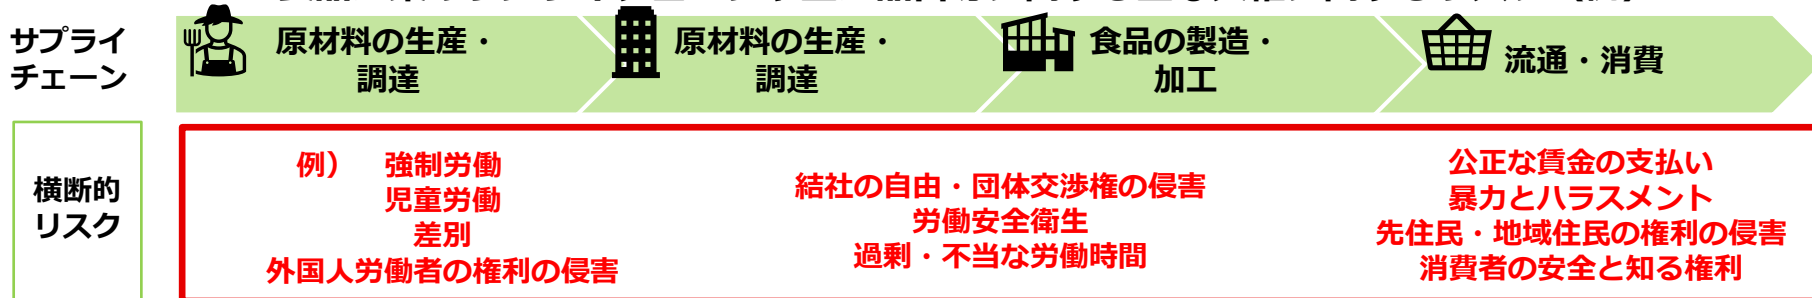 サプライ
チェーン
原材料の生産・
調達
原材料の生産・
調達
食品の製造・
加工
流通・消費
横断的
リスク
例）　強制労働
児童労働
差別
外国人労働者の権利の侵害
結社の自由・団体交渉権の侵害
労働安全衛生
過剰・不当な労働時間
公正な賃金の支払い
暴力とハラスメント
先住民・地域住民の権利の侵害
消費者の安全と知る権利